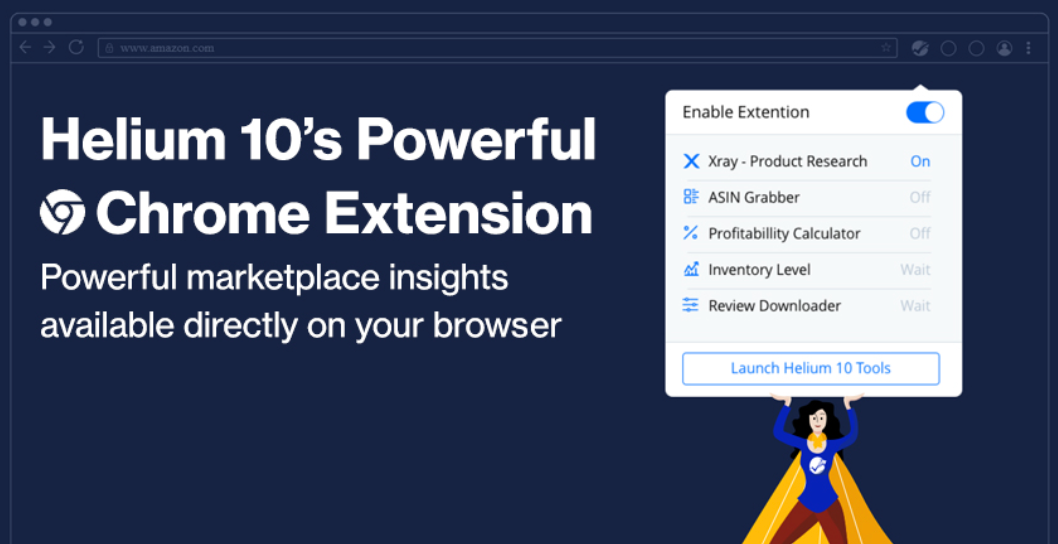 www.amazon.com
Helium 10's Powerful
Chrome Extension
Powerful marketplace insights
available directly on your browser
Enable Extention
Xray - Product Research On
ASIN Grabber Off
Profitabillity Calculator Off
Inventory Level Wait
Review Downloader Wait
Launch Helium 10 Tools